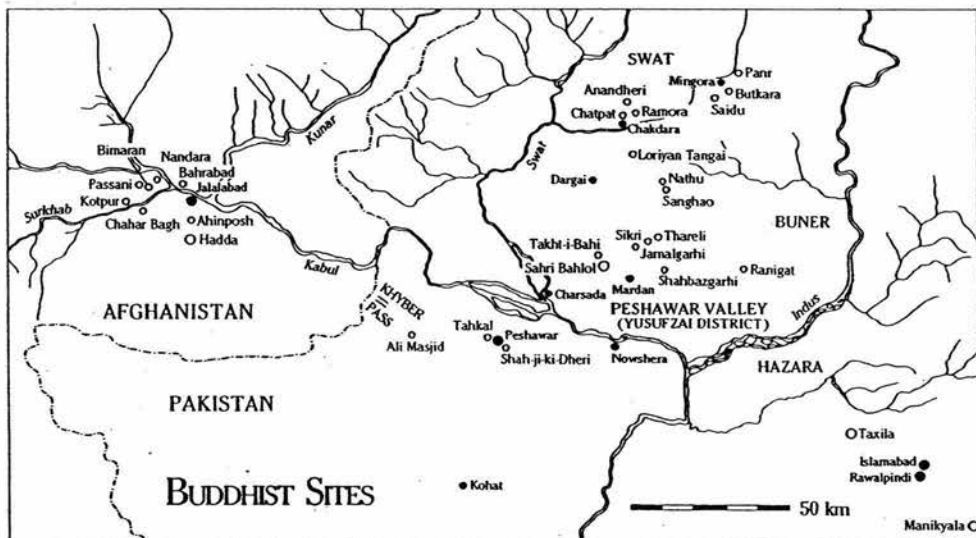 SWAT
Panr
Mingora
Butkara
Saidu
Anandheri
Chatpat
Ramora
Chakdara
Kunar
Swat
Loriyan Tangai
Bimaran
Nandara
Bahrabad
Passani
Jalalabad
Kotpur
Surkhab
Chahar Bagh
Ahinposh
Hadda
Dargai
Nathu
Sanghao
BUNER
Sikri
Thareli
Jamalgarhi
Takht-i-Bahi
Sahri Bahlol
Shahbazgarhi
Ranigat
Mardan
Kabul
Charsada
PESHAWAR VALLEY
(YUSUFZAI DISTRICT)
Indus
AFGHANISTAN
KHYBER
PASS
Ali Masjid
Tahkal
Peshawar
Shah-ji-ki-Dheri
Nowshera
HAZARA
PAKISTAN
Taxila
Islamabad
Rawalpindi
BUDDHIST SITES
Kohat
50 km
Manikyala